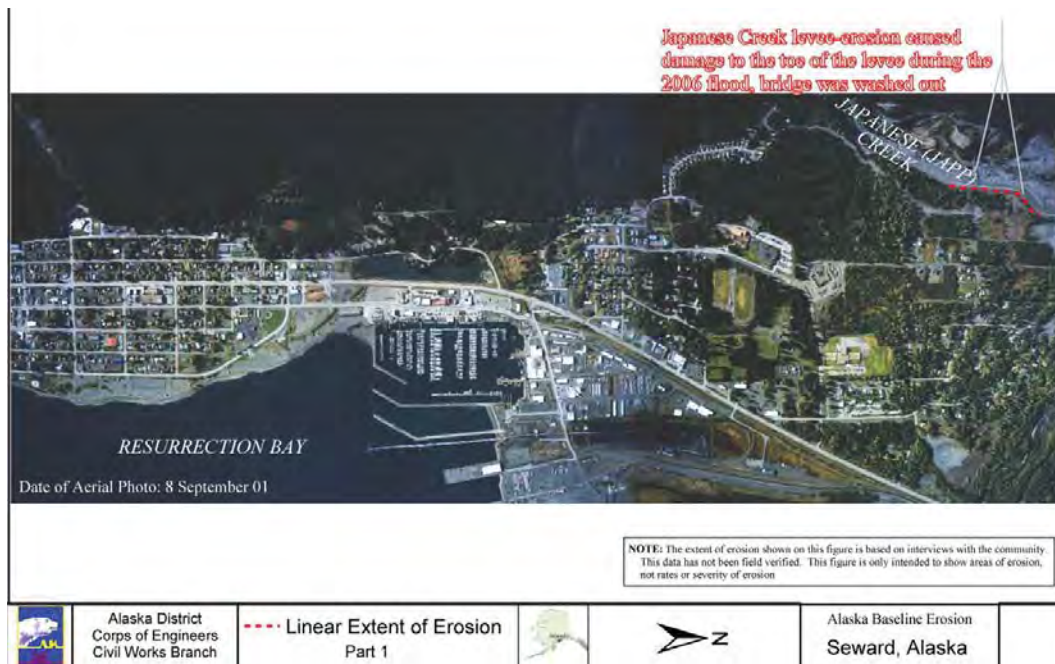 Japanese Creek levee-erosion caused
damage to the toe of the levee during the
2006 flood, bridge was washed out
JAPANESE (JAPP)
CREEK
RESURRECTION BAY
Date of Aerial Photo: 8 September 01
NOTE: The extent of erosion shown on this figure is based on interviews with the community.
This data has not been field verified. This figure is only intended to show areas of erosion,
not rates or severity of erosion
Alaska District
Corps of Engineers
Civil Works Branch
Linear Extent of Erosion
Part 1
N
Alaska Baseline Erosion
Seward, Alaska